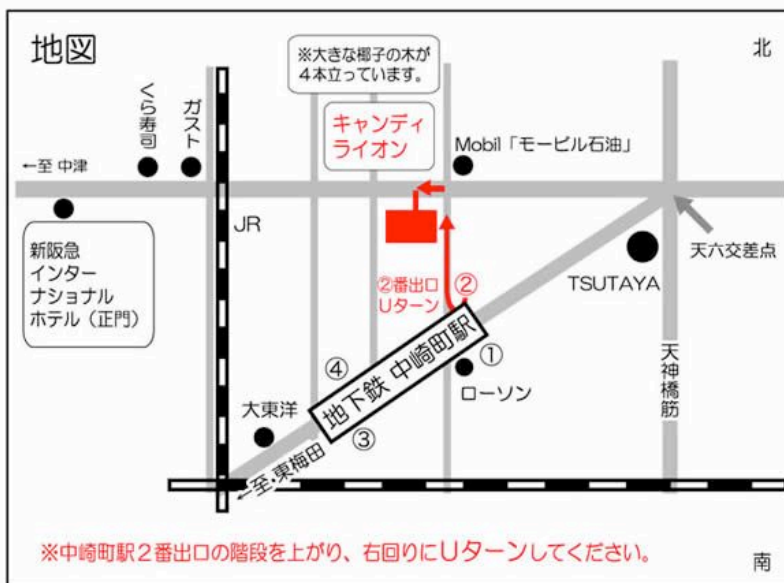 地図
北
※大きな椰子の木が
4本立っています。
くら寿司
ガスト
キャンディ
ライオン
Mobil「モービル石油」
←至 中津
JR
新阪急
インター
ナショナル
ホテル（正門）
天六交差点
TSUTAYA
②番出口
Uターン
②
地下鉄 中崎町駅
①
④
③
ローソン
天神橋筋
大東洋
←至・東梅田
※中崎町駅2番出口の階段を上がり、右回りにUターンしてください。
南